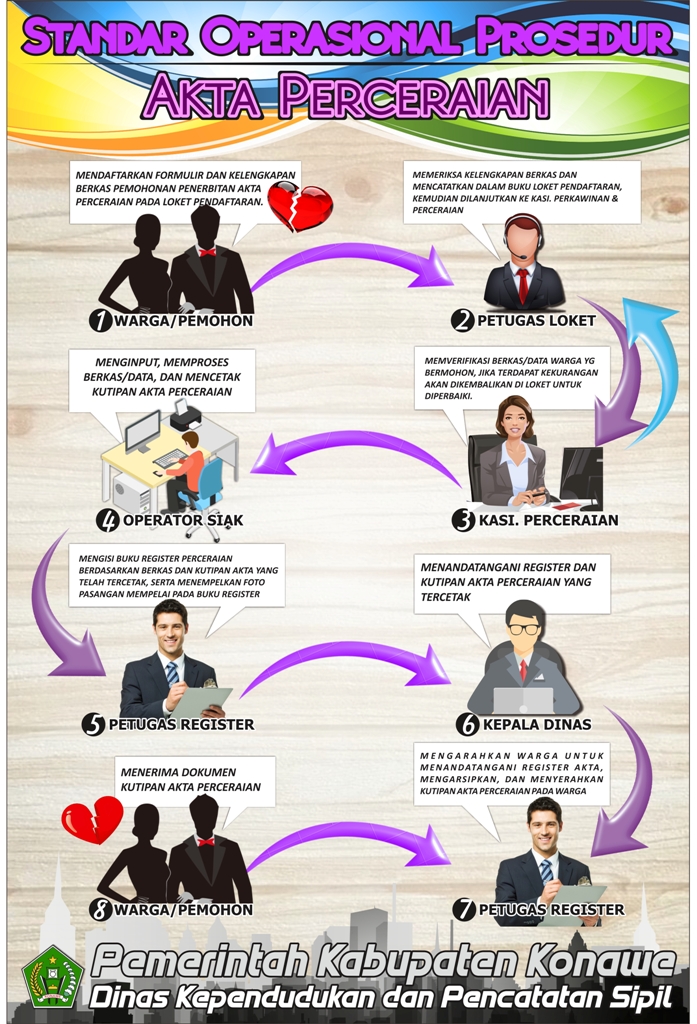 STANDAR OPERASIONAL PROSEDUR
AKTA PERCERAIAN
MENDAFTARKAN FORMULIR DAN KELENGKAPAN
BERKAS PEMOHONAN PENERBITAN AKTA
PERCERAIAN PADA LOKET PENDAFTARAN.
1 WARGA/PEMOHON
MEMERIKSA KELENGKAPAN BERKAS DAN
MENCATATKAN DALAM BUKU LOKET PENDAFTARAN,
KEMUDIAN DILANJUTKAN KE KASI. PERKAWINAN &
PERCERAIAN
2 PETUGAS LOKET
MEMVERIFIKASI BERKAS/DATA WARGA YG
BERMOHON, JIKA TERDAPAT KEKURANGAN
AKAN DIKEMBALIKAN DI LOKET UNTUK
DIPERBAIKI.
3 KASI. PERCERAIAN
MENGINPUT, MEMPROSES
BERKAS/DATA, DAN MENCETAK
KUTIPAN AKTA PERCERAIAN
4 OPERATOR SIAK
MENGISI BUKU REGISTER PERCERAIAN
BERDASARKAN BERKAS DAN KUTIPAN AKTA YANG
TELAH TERCETAK, SERTA MENEMPELKAN FOTO
PASANGAN MEMPELAI PADA BUKU REGISTER
5 PETUGAS REGISTER
MENANDATANGANI REGISTER DAN
KUTIPAN AKTA PERCERAIAN YANG
TERCETAK
6 KEPALA DINAS
MENGARAHKAN WARGA UNTUK
MENANDATANGANI REGISTER AKTA,
MENGARSIPKAN, DAN MENYERAHKAN
KUTIPAN AKTA PERCERAIAN PADA WARGA
7 PETUGAS REGISTER
MENERIMA DOKUMEN
KUTIPAN AKTA PERCERAIAN
8 WARGA/PEMOHON
Pemerintah Kabupaten Konawe
Dinas Kependudukan dan Pencatatan Sipil